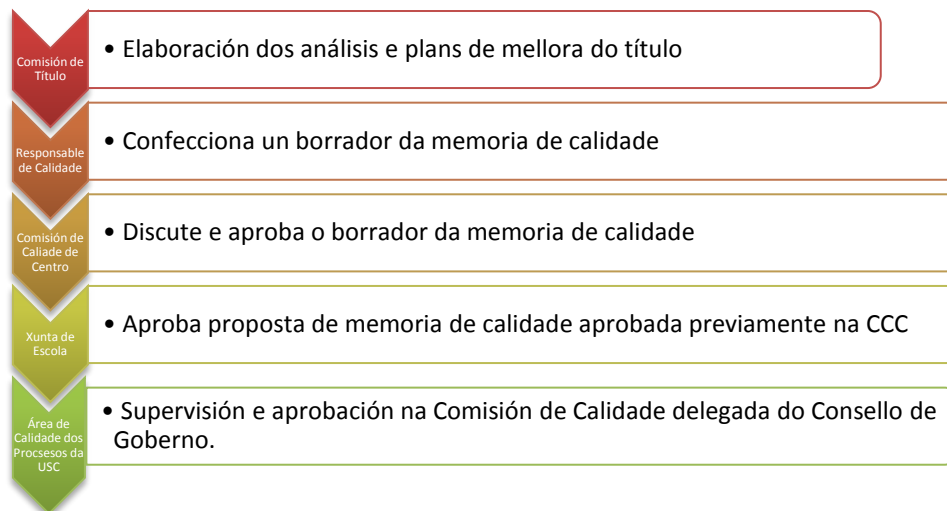 Comisión de
Título
• Elaboración dos análisis e plans de mellora do título
Responsable
de Calidade
• Confecciona un borrador da memoria de calidade
Comisión de
Caliade de
Centro
• Discute e aproba o borrador da memoria de calidade
Xunta de
Escola
• Aproba proposta de memoria de calidade aprobada previamente na CCC
Área de
Calidade dos
Procsesos da
USC
• Supervisión e aprobación na Comisión de Calidade delegada do Consello de
Goberno.